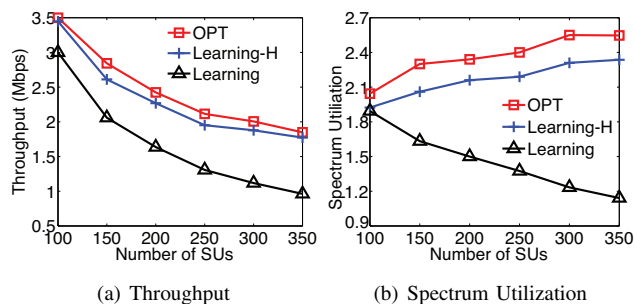 3.5
3
2.5
2
1.5
1
0.5
100 150 200 250 300 350
Throughput (Mbps)
Number of SUs
OPT
Learning-H
Learning
(a) Throughput
2.7
2.4
2.1
1.8
1.5
1.2
0.9
100 150 200 250 300 350
Spectrum Utiliation
Number of SUs
OPT
Learning-H
Learning
(b) Spectrum Utilization